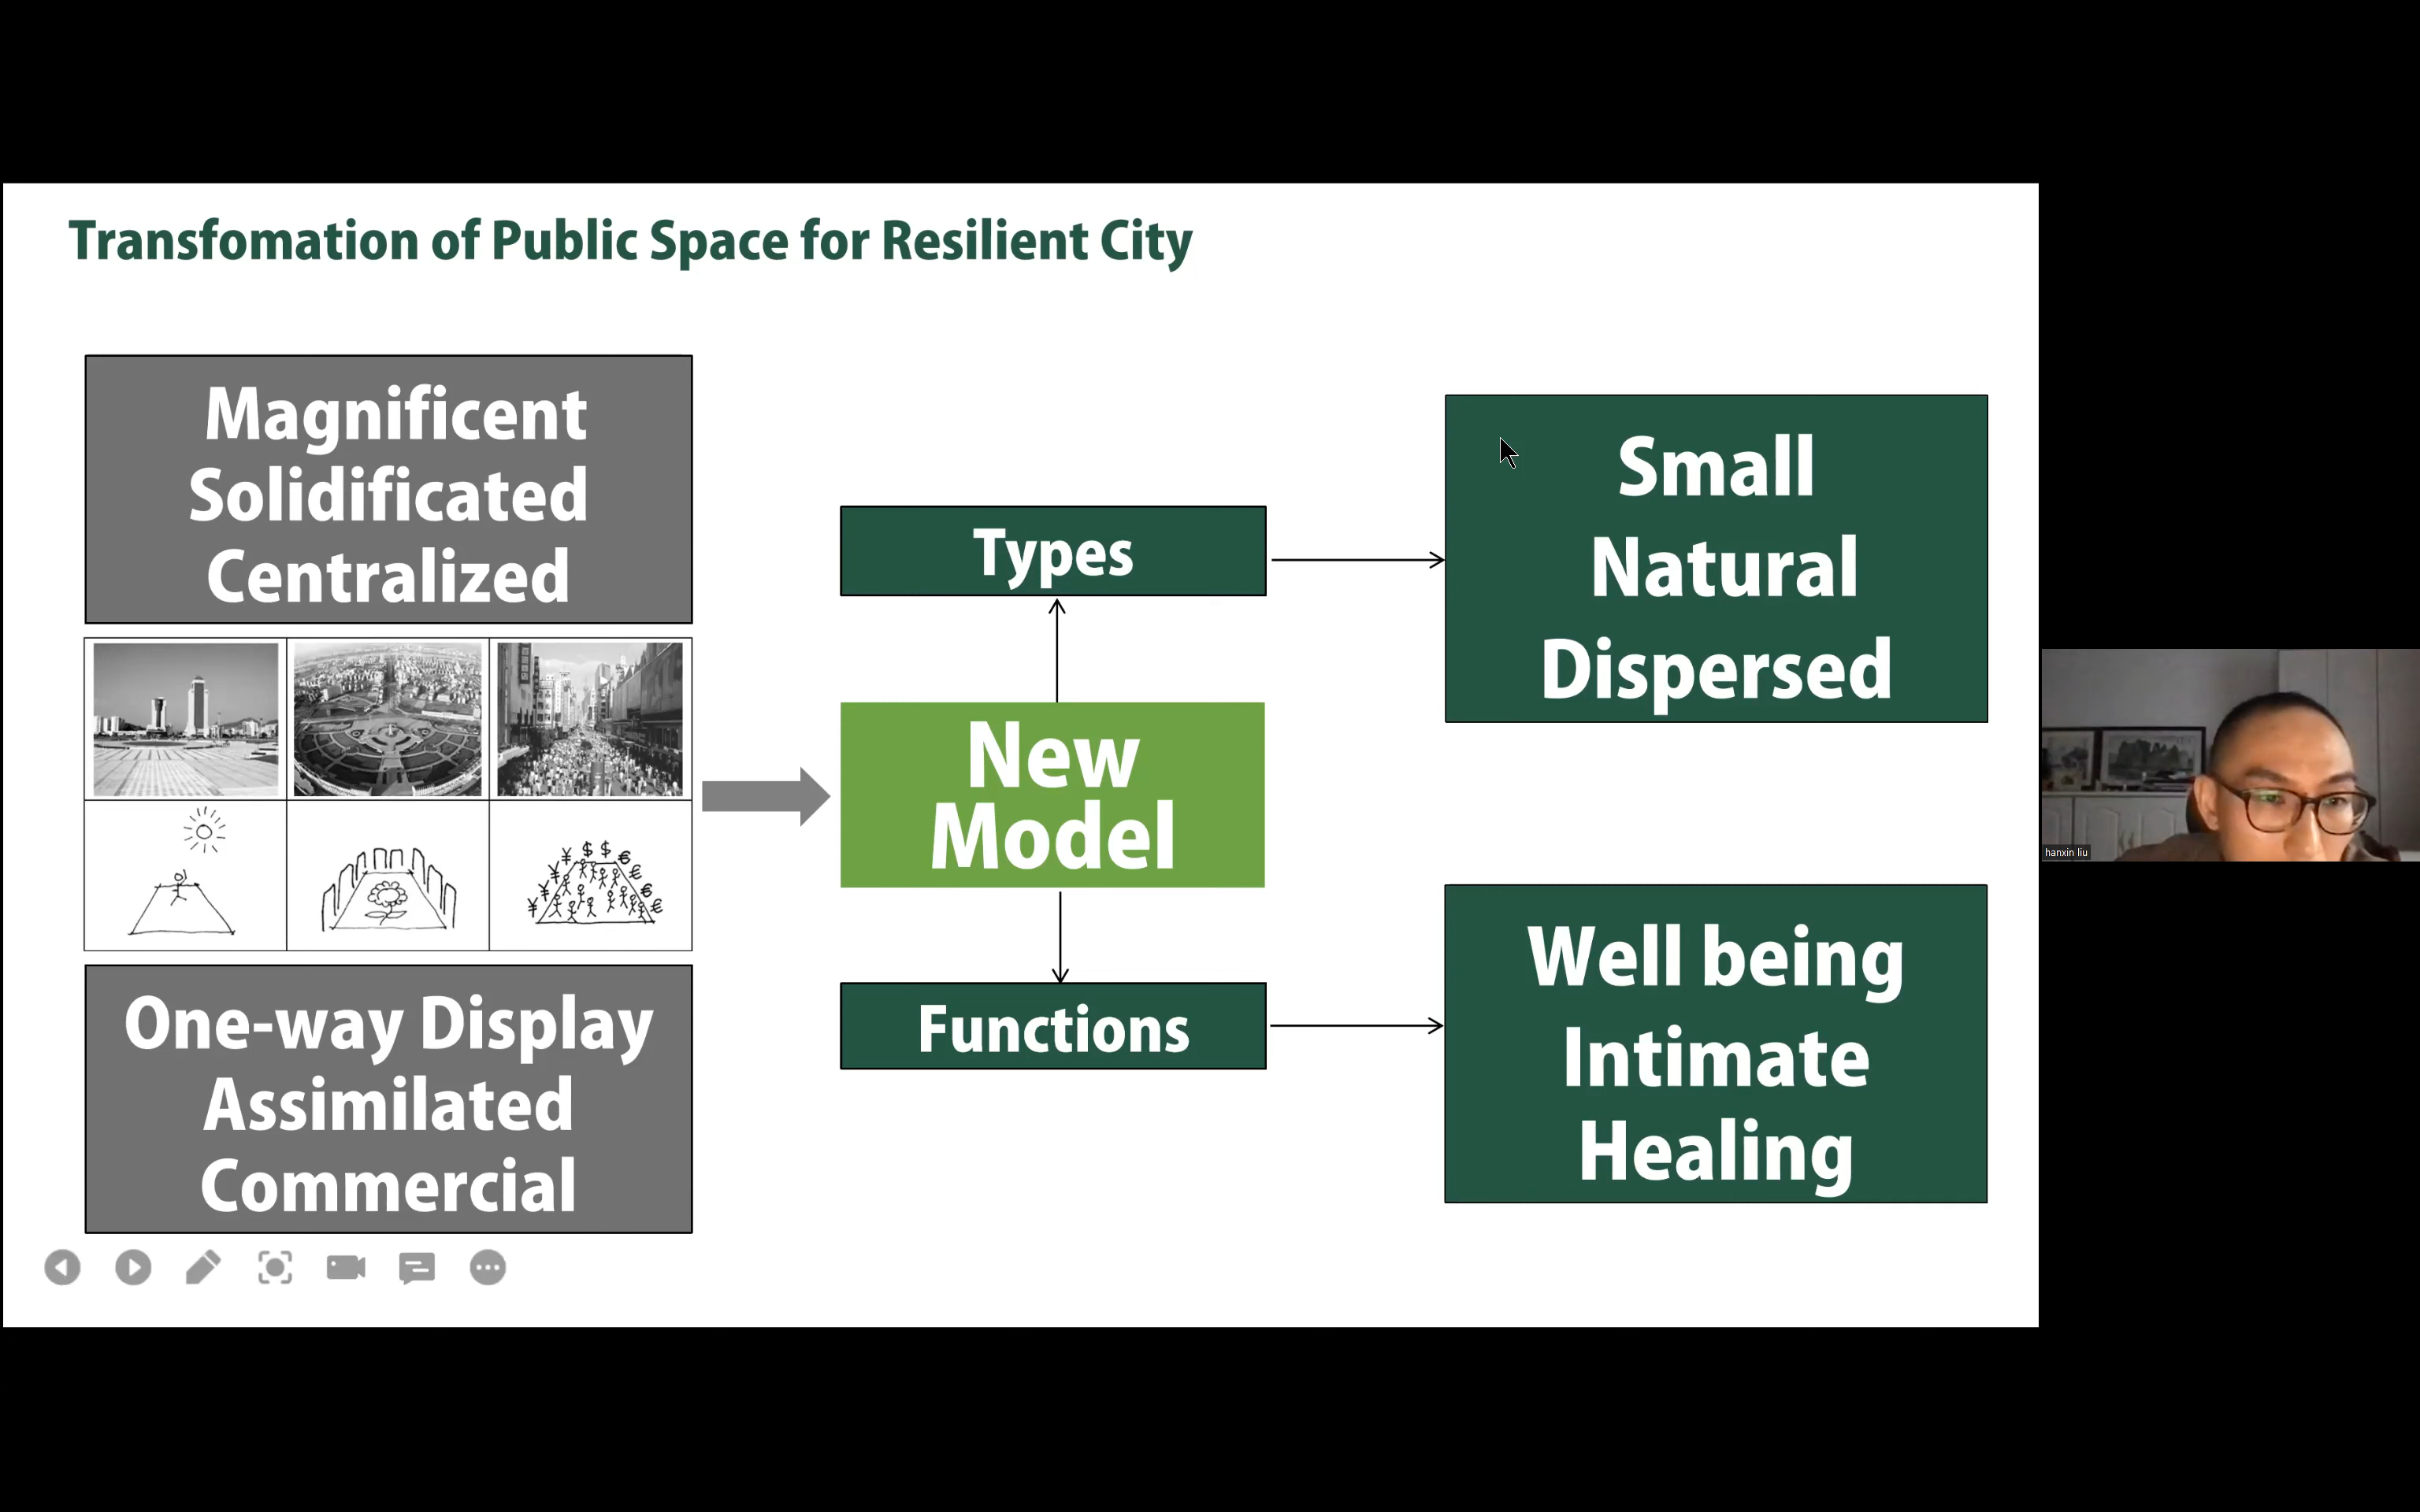 Transfomation of Public Space for Resilient City
Magnificent
Solidificated
Centralized
One-way Display
Assimilated
Commercial
Types
New
Model
Functions
Small
Natural
Dispersed
Well being
Intimate
Healing
hanxin liu